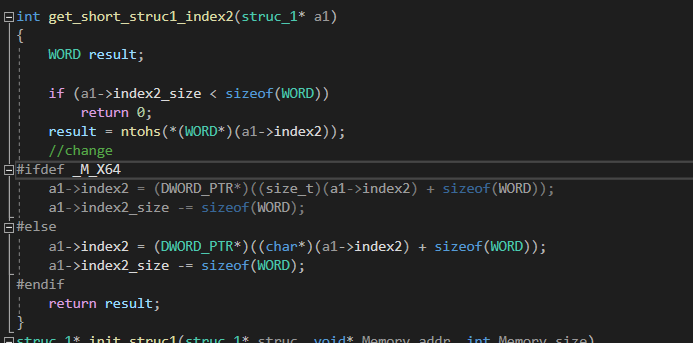 int get_short_struc1_index2(struc_1* a1)
{
    WORD result;
    if (a1->index2_size < sizeof(WORD))
        return 0;
    result = ntohs(*(WORD*)(a1->index2));
    //change
#ifdef _M_X64
    a1->index2 = (DWORD_PTR*)((size_t)(a1->index2) + sizeof(WORD));
    a1->index2_size -= sizeof(WORD);
#else
    a1->index2 = (DWORD_PTR*)((char*)(a1->index2) + sizeof(WORD));
    a1->index2_size -= sizeof(WORD);
#endif
    return result;
}
struc_1* init_struc1(struc_1* struc, void* Memory_addr, int Memory_size)